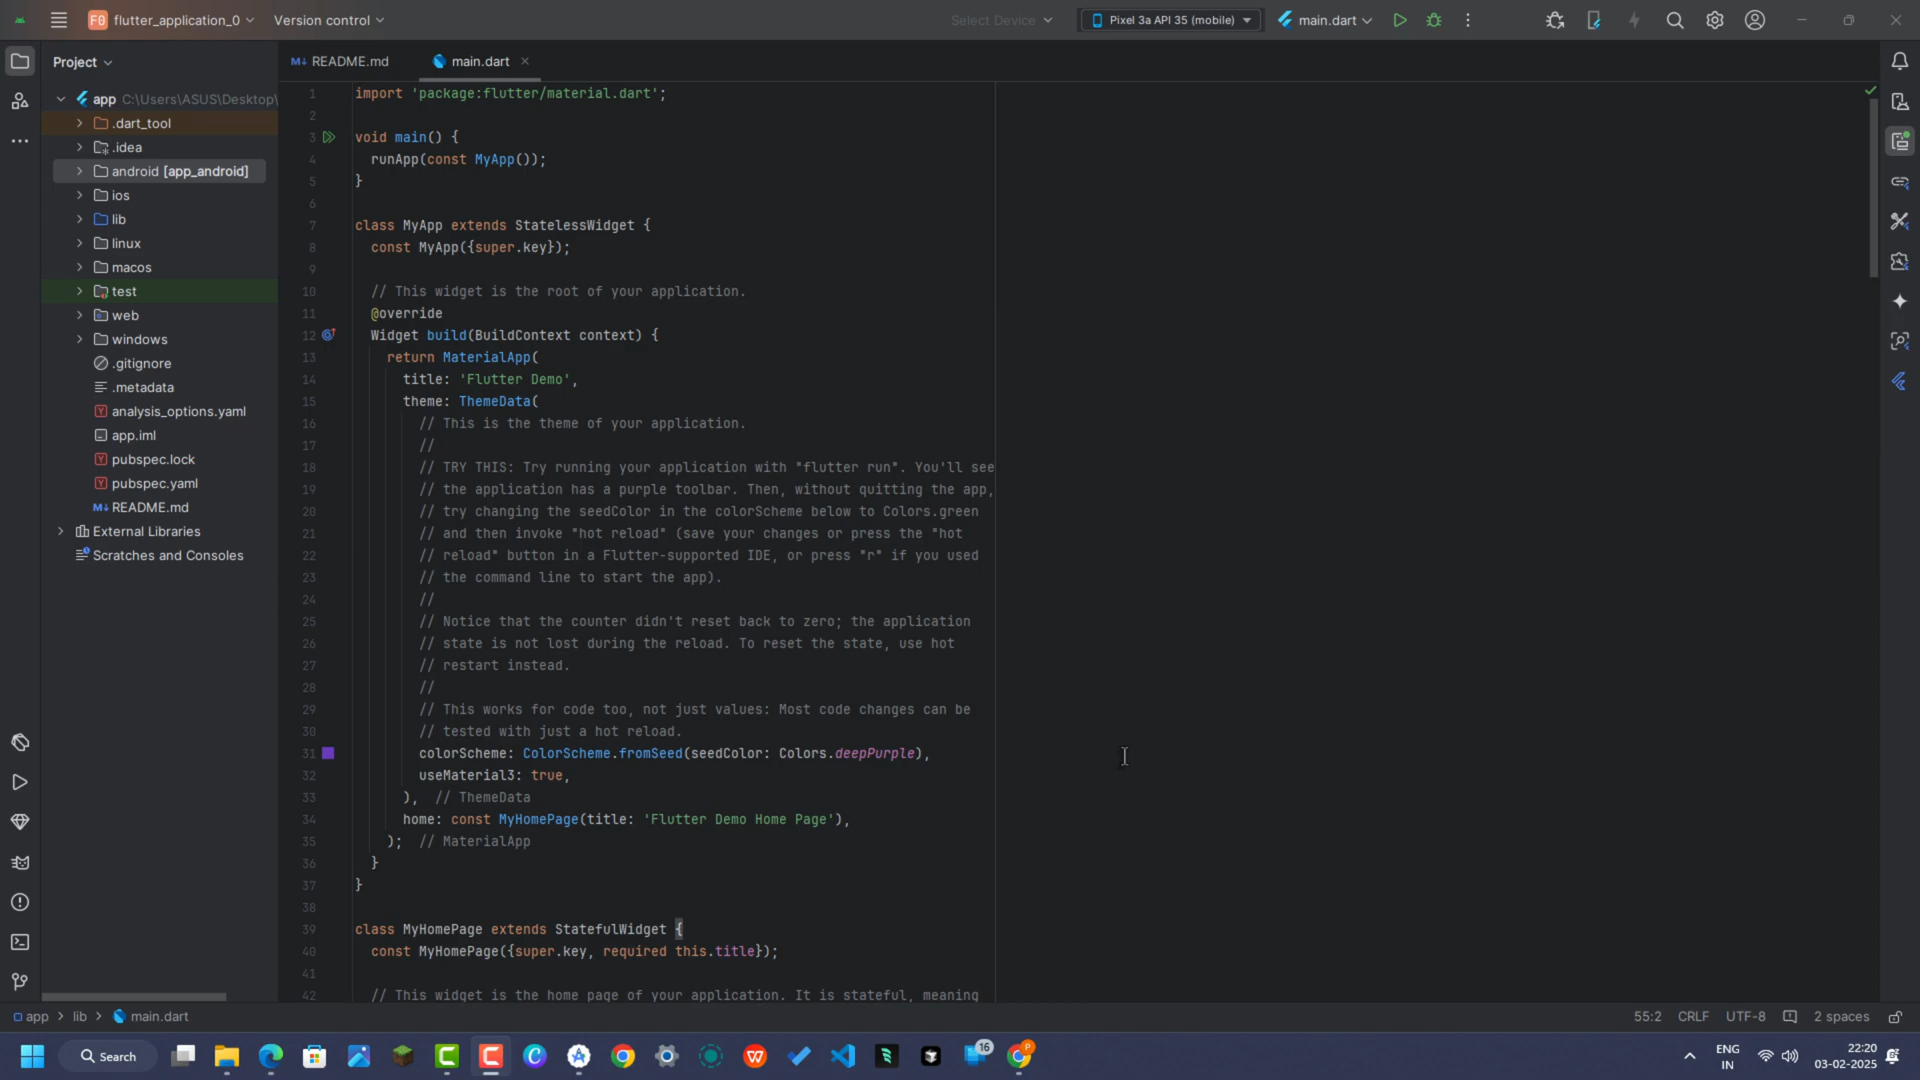 F0 flutter_application_0 Version control Select Device Pixel 3a API 35 (mobile) main.dart
Project
README.md main.dart
app C:\Users\ASUS\Desktop\
.dart_tool
.idea
android [app_android]
ios
lib
linux
macos
test
web
windows
.gitignore
.metadata
analysis_options.yaml
app.iml
pubspec.lock
pubspec.yaml
README.md
External Libraries
Scratches and Consoles
1 import 'package:flutter/material.dart';
2
3 void main() {
4 runApp(const MyApp());
5 }
6
7 class MyApp extends StatelessWidget {
8 const MyApp({super.key});
9
10 // This widget is the root of your application.
11 @override
12 Widget build(BuildContext context) {
13 return MaterialApp(
14 title: 'Flutter Demo',
15 theme: ThemeData(
16 // This is the theme of your application.
17 //
18 // TRY THIS: Try running your application with "flutter run". You'll see
19 // the application has a purple toolbar. Then, without quitting the app,
20 // try changing the seedColor in the colorScheme below to Colors.green
21 // and then invoke "hot reload" (save your changes or press the "hot
22 // reload" button in a Flutter-supported IDE, or press "r" if you used
23 // the command line to start the app).
24 //
25 // Notice that the counter didn't reset back to zero; the application
26 // state is not lost during the reload. To reset the state, use hot
27 // restart instead.
28 //
29 // This works for code too, not just values: Most code changes can be
30 // tested with just a hot reload.
31 colorScheme: ColorScheme.fromSeed(seedColor: Colors.deepPurple),
32 useMaterial3: true,
33 ), // ThemeData
34 home: const MyHomePage(title: 'Flutter Demo Home Page'),
35 ); // MaterialApp
36 }
37 }
38
39 class MyHomePage extends StatefulWidget {
40 const MyHomePage({super.key, required this.title});
41
42 // This widget is the home page of your application. It is stateful, meaning
app > lib > main.dart 55:2 CRLF UTF-8 2 spaces
Search 16 P ENG IN 22:20 03-02-2025